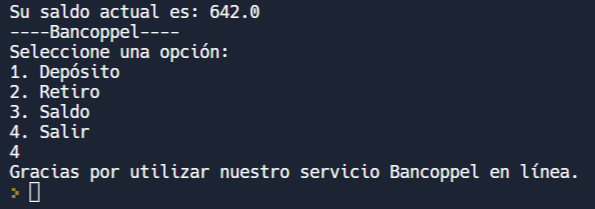 Su saldo actual es: 642.0
----Bancoppel----
Seleccione una opción:
1. Depósito
2. Retiro
3. Saldo
4. Salir
4
Gracias por utilizar nuestro servicio Bancoppel en línea.
>